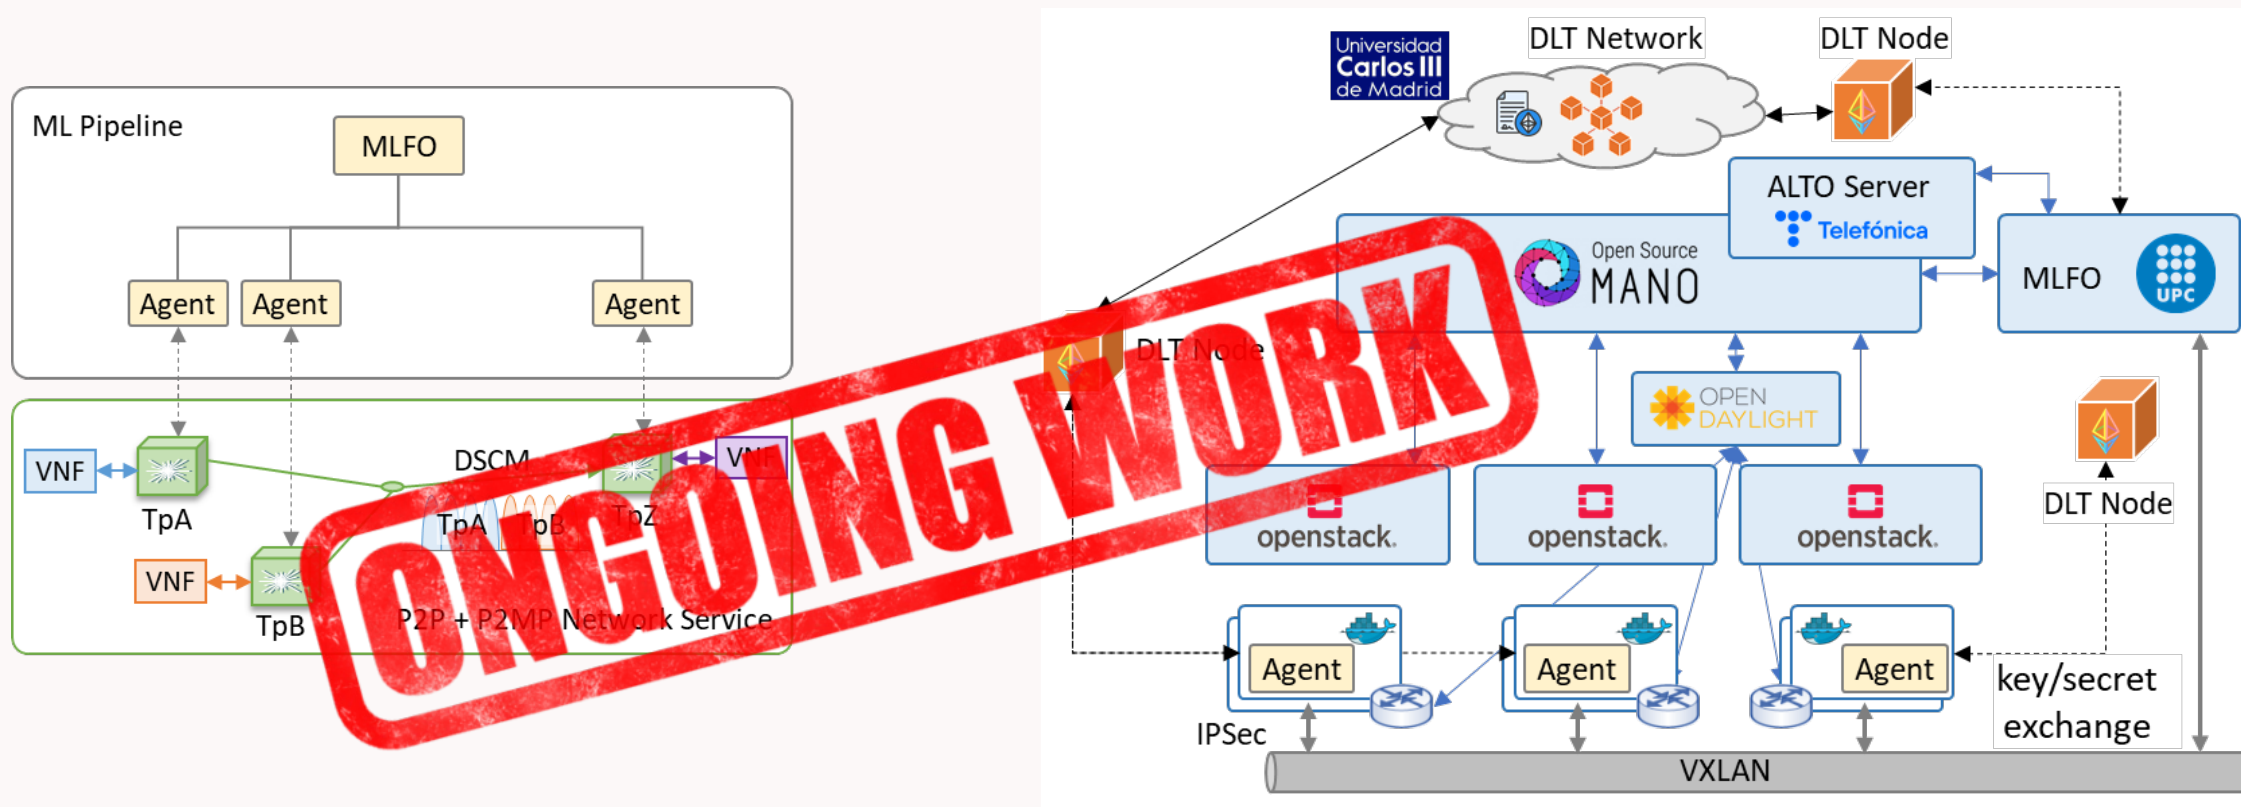 ML Pipeline
MLFO
Agent
Agent
Agent
VNF
TpA
VNF
TpB
DSCM
TpA
TpB
TpZ
VNF
P2P + P2MP Network Service
ONGOING WORK
Universidad
Carlos III
de Madrid
DLT Network
DLT Node
ALTO Server
Telefónica
Open Source
MANO
MLFO
UPC
DLT Node
OPEN
DAYLIGHT
openstack.
openstack.
openstack.
DLT Node
Agent
Agent
Agent
key/secret
exchange
IPSec
VXLAN